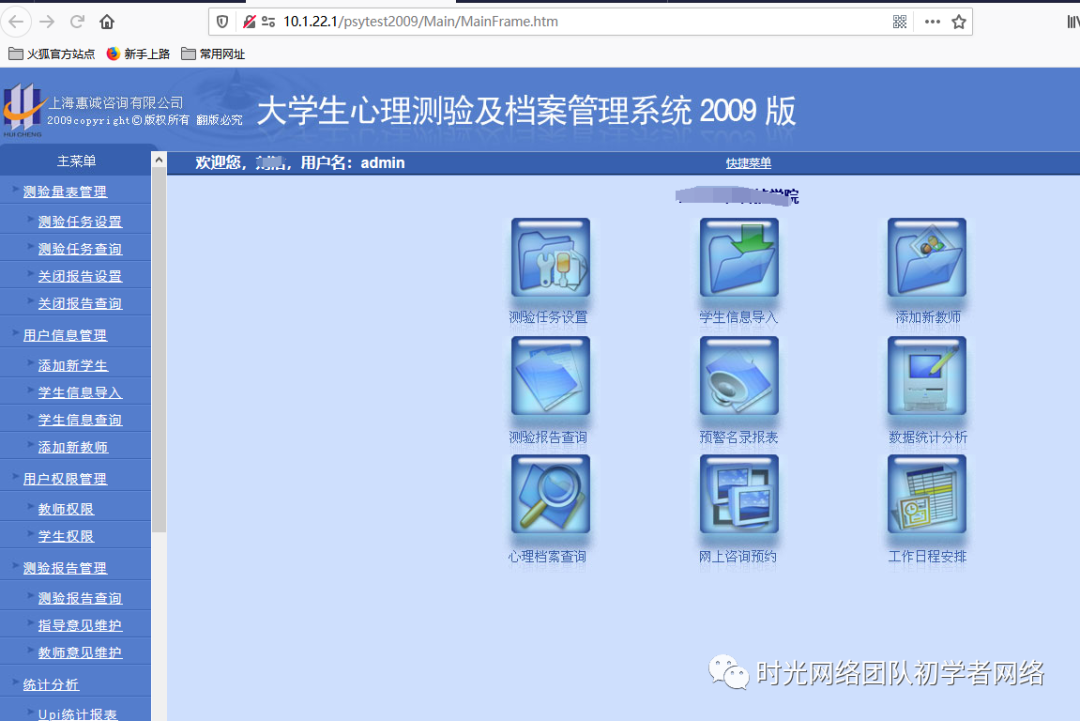 10.1.22.1/psytest2009/Main/MainFrame.htm
火狐官方站点 新手上路 常用网址
上海惠诚咨询有限公司
2009copyright©版权所有 翻版必究
HUI CHENG
大学生心理测验及档案管理系统 2009 版
主菜单
欢迎您， ，用户名：admin
快捷菜单
学院
测验量表管理
测验任务设置
测验任务查询
关闭报告设置
关闭报告查询
用户信息管理
添加新学生
学生信息导入
学生信息查询
添加新教师
用户权限管理
教师权限
学生权限
测验报告管理
测验报告查询
指导意见维护
教师意见维护
统计分析
Upi统计报表
测验任务设置 学生信息导入 添加新教师
测验报告查询 预警名录报表 数据统计分析
心理档案查询 网上咨询预约 工作日程安排
时光网络团队初学者网络